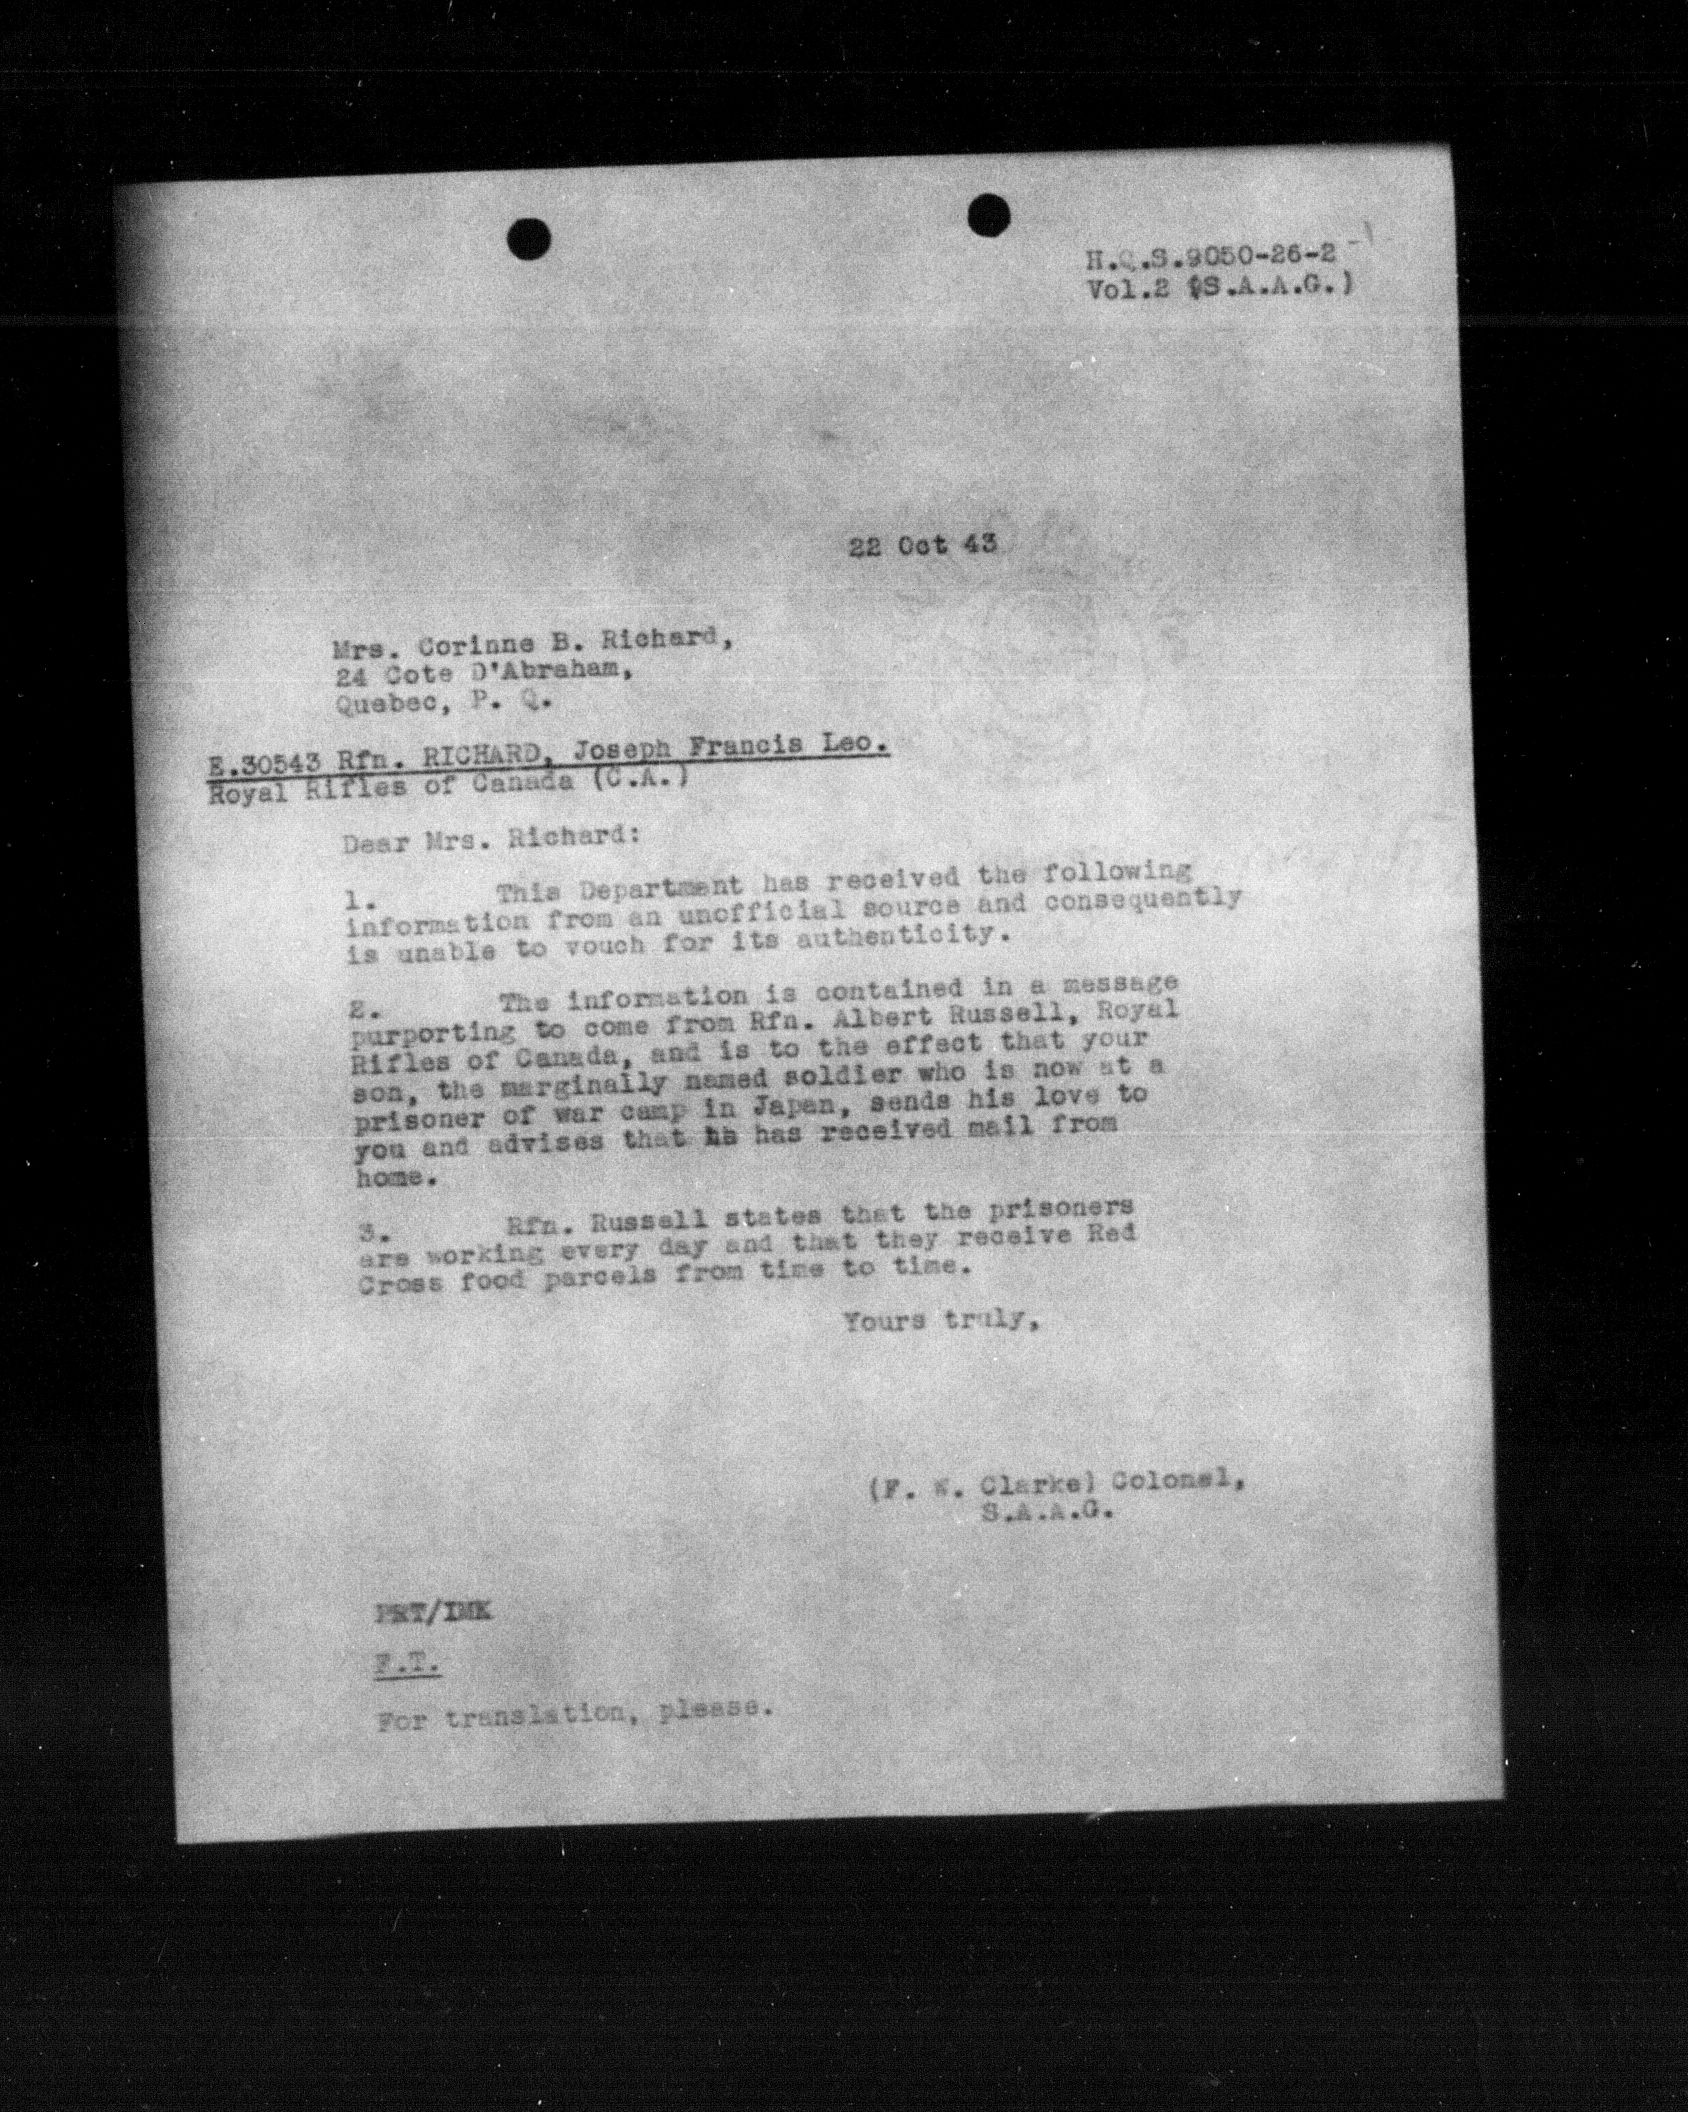 H.Q.S.9050-26-2
Vol.2 (S.A.A.G.)
22 Oct 43
Mrs. Corinne B. Richard,
24 Cote D'Abraham,
Quebec, P. Q.
E.30543 Rfn. RICHARD, Joseph Francis Leo.
Royal Rifles of Canada (C.A.)
Dear Mrs. Richard:
1. This Department has received the following
information from an unofficial source and consequently
is unable to vouch for its authenticity.
2. The information is contained in a message
purporting to come from Rfn. Albert Russell, Royal
Rifles of Canada, and is to the effect that your
son, the marginally named soldier who is now at a
prisoner of war camp in Japan, sends his love to
you and advises that he has received mail from
home.
3. Rfn. Russell states that the prisoners
are working every day and that they receive Red
Cross food parcels from time to time.
Yours truly,
(F. W. Clarke) Colonel,
S.A.A.G.
PRT/IMK
F.T.
For translation, please.